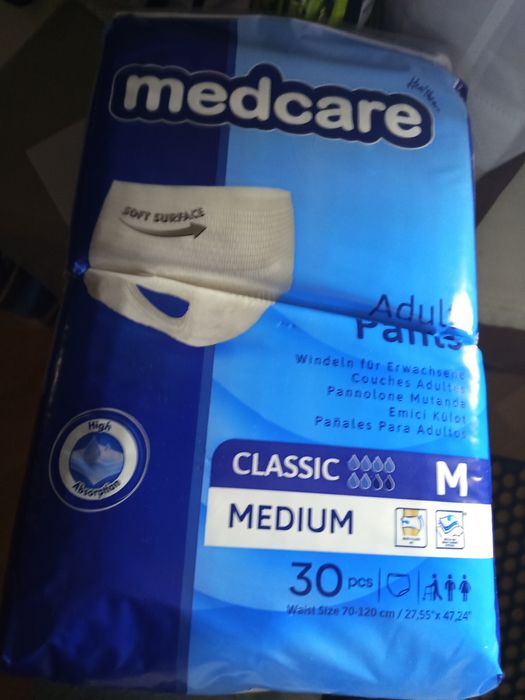 medcare
SOFT SURFACE
Adult
Pants
Windeln für Erwachsene
Couches Adultes
Pannolone Mutanda
Emici Külot
Pañales Para Adultos
High
Absorption
CLASSIC
M
MEDIUM
30 pcs
Waist Size 70-120 cm / 27,55"x 47,24"